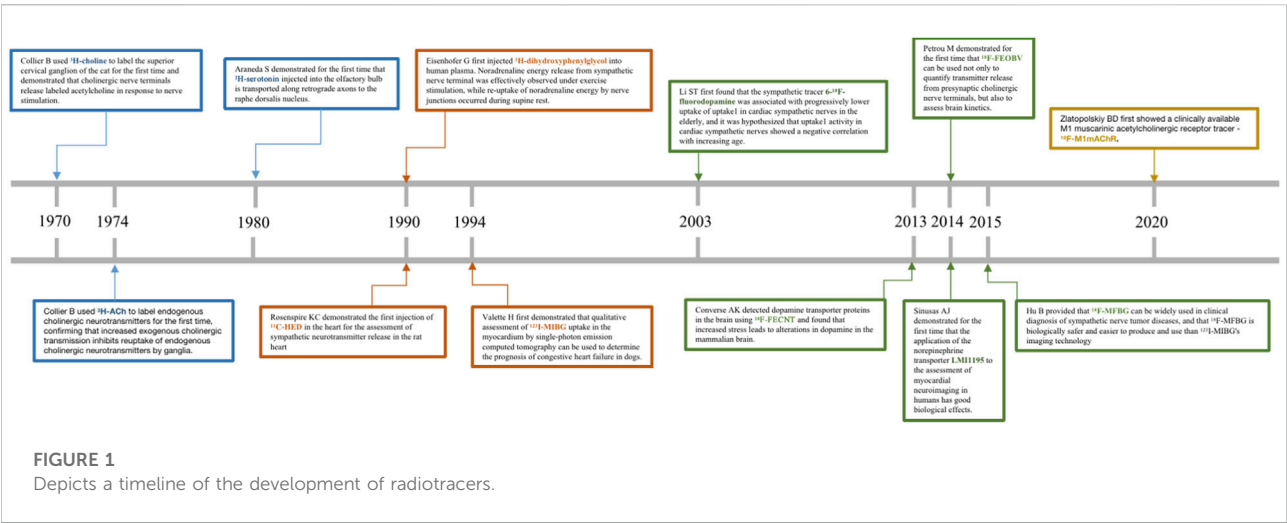 Collier B used ³H-choline to label the superior
cervical ganglion of the cat for the first time and
demonstrated that cholinergic nerve terminals
release labeled acetylcholine in response to nerve
stimulation.
Araneda S demonstrated for the first time that
³H-serotonin injected into the olfactory bulb
is transported along retrograde axons to the
raphe dorsalis nucleus.
Eisenhofer G first injected ³H-dihydroxyphenylglycol into
human plasma. Noradrenaline energy release from sympathetic
nerve terminal was effectively observed under exercise
stimulation, while re-uptake of noradrenaline energy by nerve
junctions occurred during supine rest.
Li ST first found that the sympathetic tracer 6-¹⁸F-
fluorodopamine was associated with progressively lower
uptake of uptake1 in cardiac sympathetic nerves in the
elderly, and it was hypothesized that uptake1 activity in
cardiac sympathetic nerves showed a negative correlation
with increasing age.
Petrou M demonstrated for
the first time that ¹⁸F-FEOBV
can be used not only to
quantify transmitter release
from presynaptic cholinergic
nerve terminals, but also to
assess brain kinetics.
Zlatopolskiy BD first showed a clinically available
M1 muscarinic acetylcholinergic receptor tracer -
¹⁸F-M1mAChR.
1970 1974 1980 1990 1994 2003 2013 2014 2015 2020
Collier B used ³H-ACh to label endogenous
cholinergic neurotransmitters for the first time,
confirming that increased exogenous cholinergic
transmission inhibits reuptake of endogenous
cholinergic neurotransmitters by ganglia.
Rosenspire KC demonstrated the first injection of
¹¹C-HED in the heart for the assessment of
sympathetic neurotransmitter release in the rat
heart
Valette H first demonstrated that qualitative
assessment of ¹²³I-MIBG uptake in the
myocardium by single-photon emission
computed tomography can be used to determine
the prognosis of congestive heart failure in dogs.
Converse AK detected dopamine transporter proteins
in the brain using ¹⁸F-FECNT and found that
increased stress leads to alterations in dopamine in the
mammalian brain.
Sinusas AJ
demonstrated for the
first time that the
application of the
norepinephrine
transporter LMI1195 to
the assessment of
myocardial
neuroimaging in
humans has good
biological effects.
Hu B provided that ¹⁸F-MFBG can be widely used in clinical
diagnosis of sympathetic nerve tumor diseases, and that ¹⁸F-MFBG is
biologically safer and easier to produce and use than ¹²³I-MIBG's
imaging technology
FIGURE 1
Depicts a timeline of the development of radiotracers.